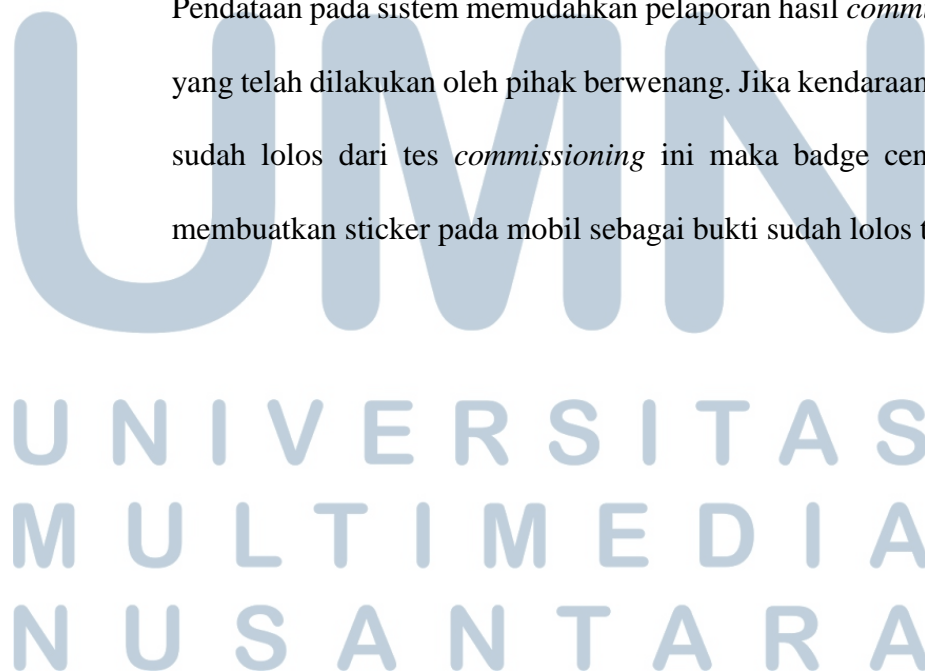 Pendataan pada sistem memudahkan pelaporan hasil
yang telah dilakukan oleh pihak berwenang. Jika kendaraan
sudah lolos dari tes commissioning ini maka badge
membuatkan sticker pada mobil sebagai bukti sudah lolos
UMN
UNIVERSITAS
MULTIMEDIA
NUSANTARA